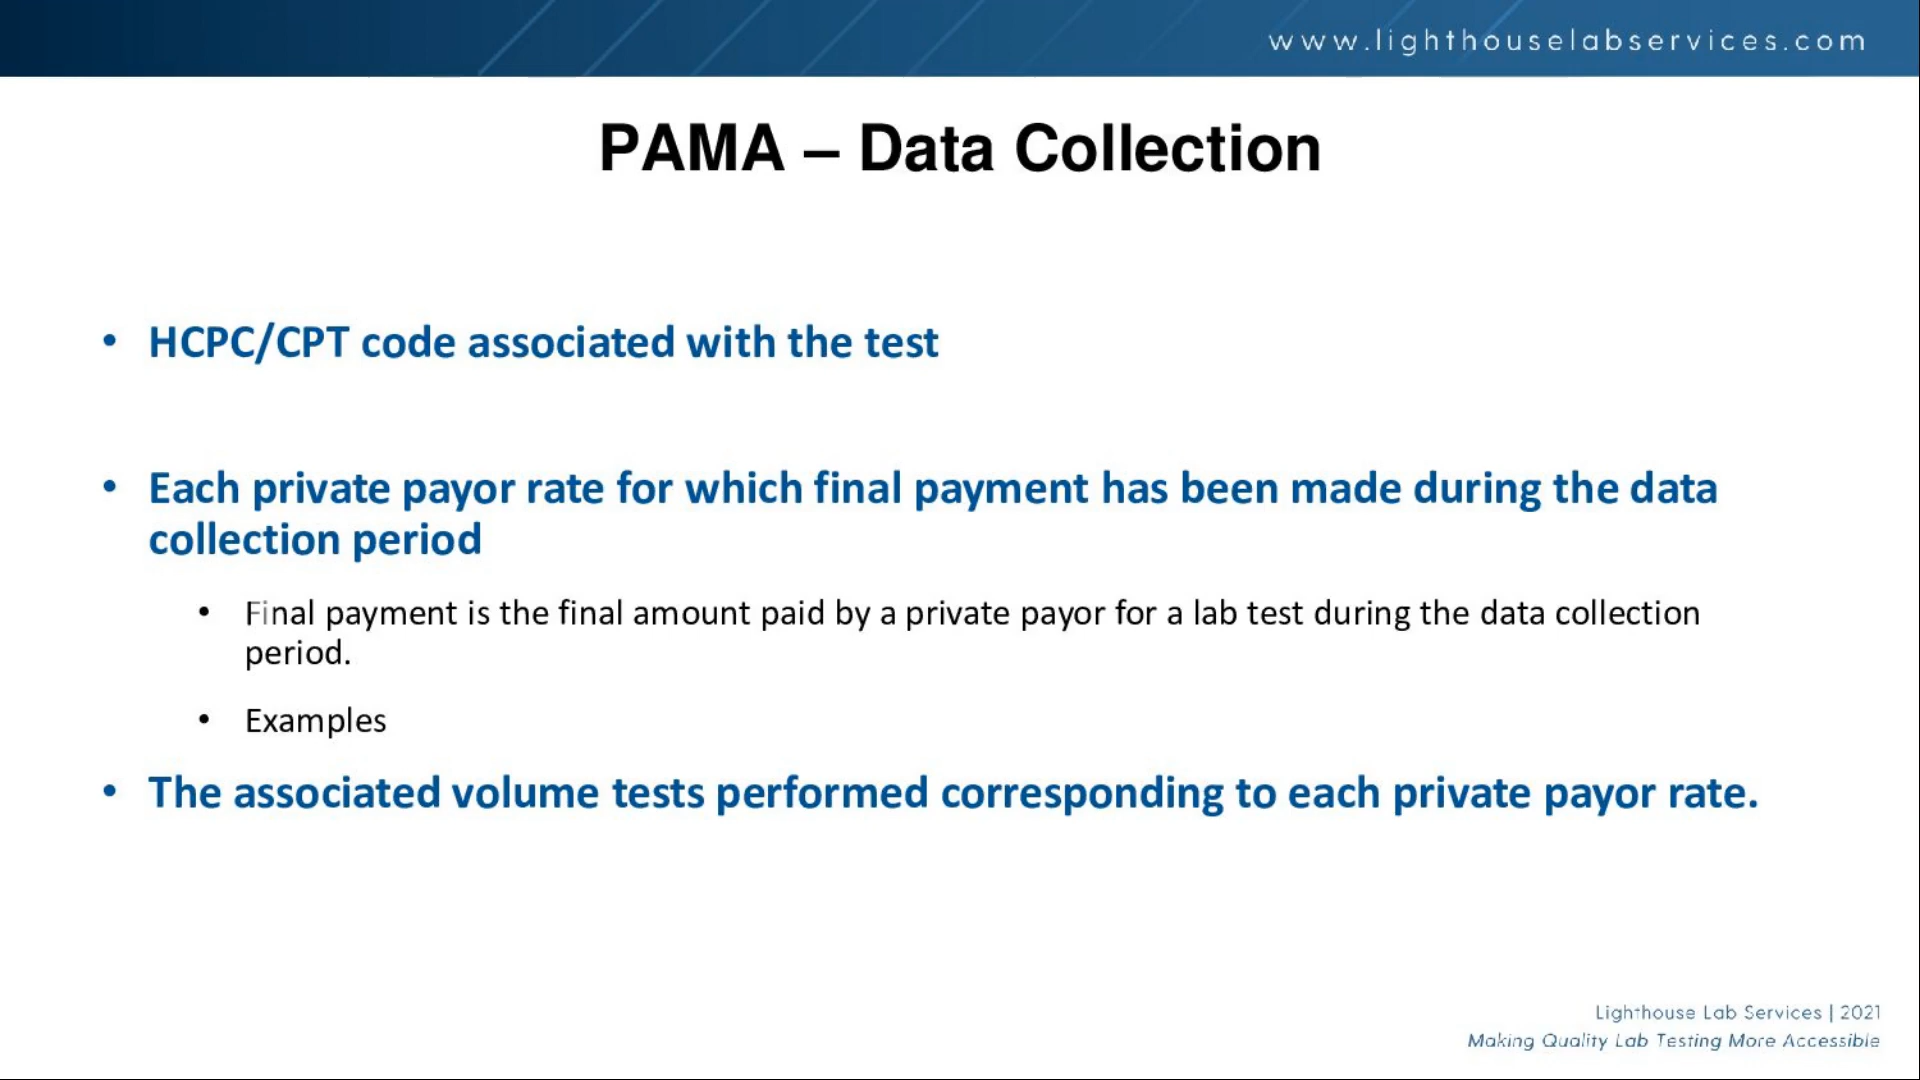 www.lighthouselabservices.com
PAMA – Data Collection
• HCPC/CPT code associated with the test
• Each private payor rate for which final payment has been made during the data
collection period
• Final payment is the final amount paid by a private payor for a lab test during the data collection
period.
• Examples
• The associated volume tests performed corresponding to each private payor rate.
Lighthouse Lab Services | 2021
Making Quality Lab Testing More Accessible